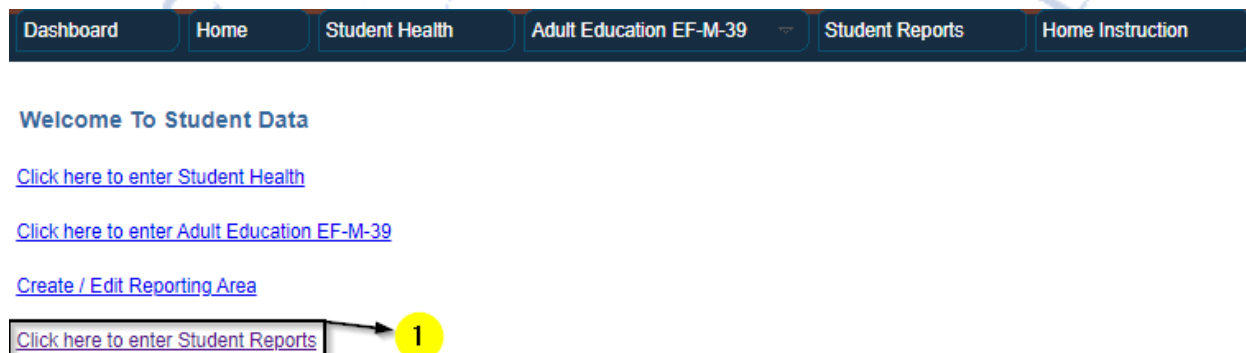 Dashboard Home Student Health Adult Education EF-M-39 Student Reports Home Instruction
Welcome To Student Data
Click here to enter Student Health
Click here to enter Adult Education EF-M-39
Create / Edit Reporting Area
Click here to enter Student Reports 1